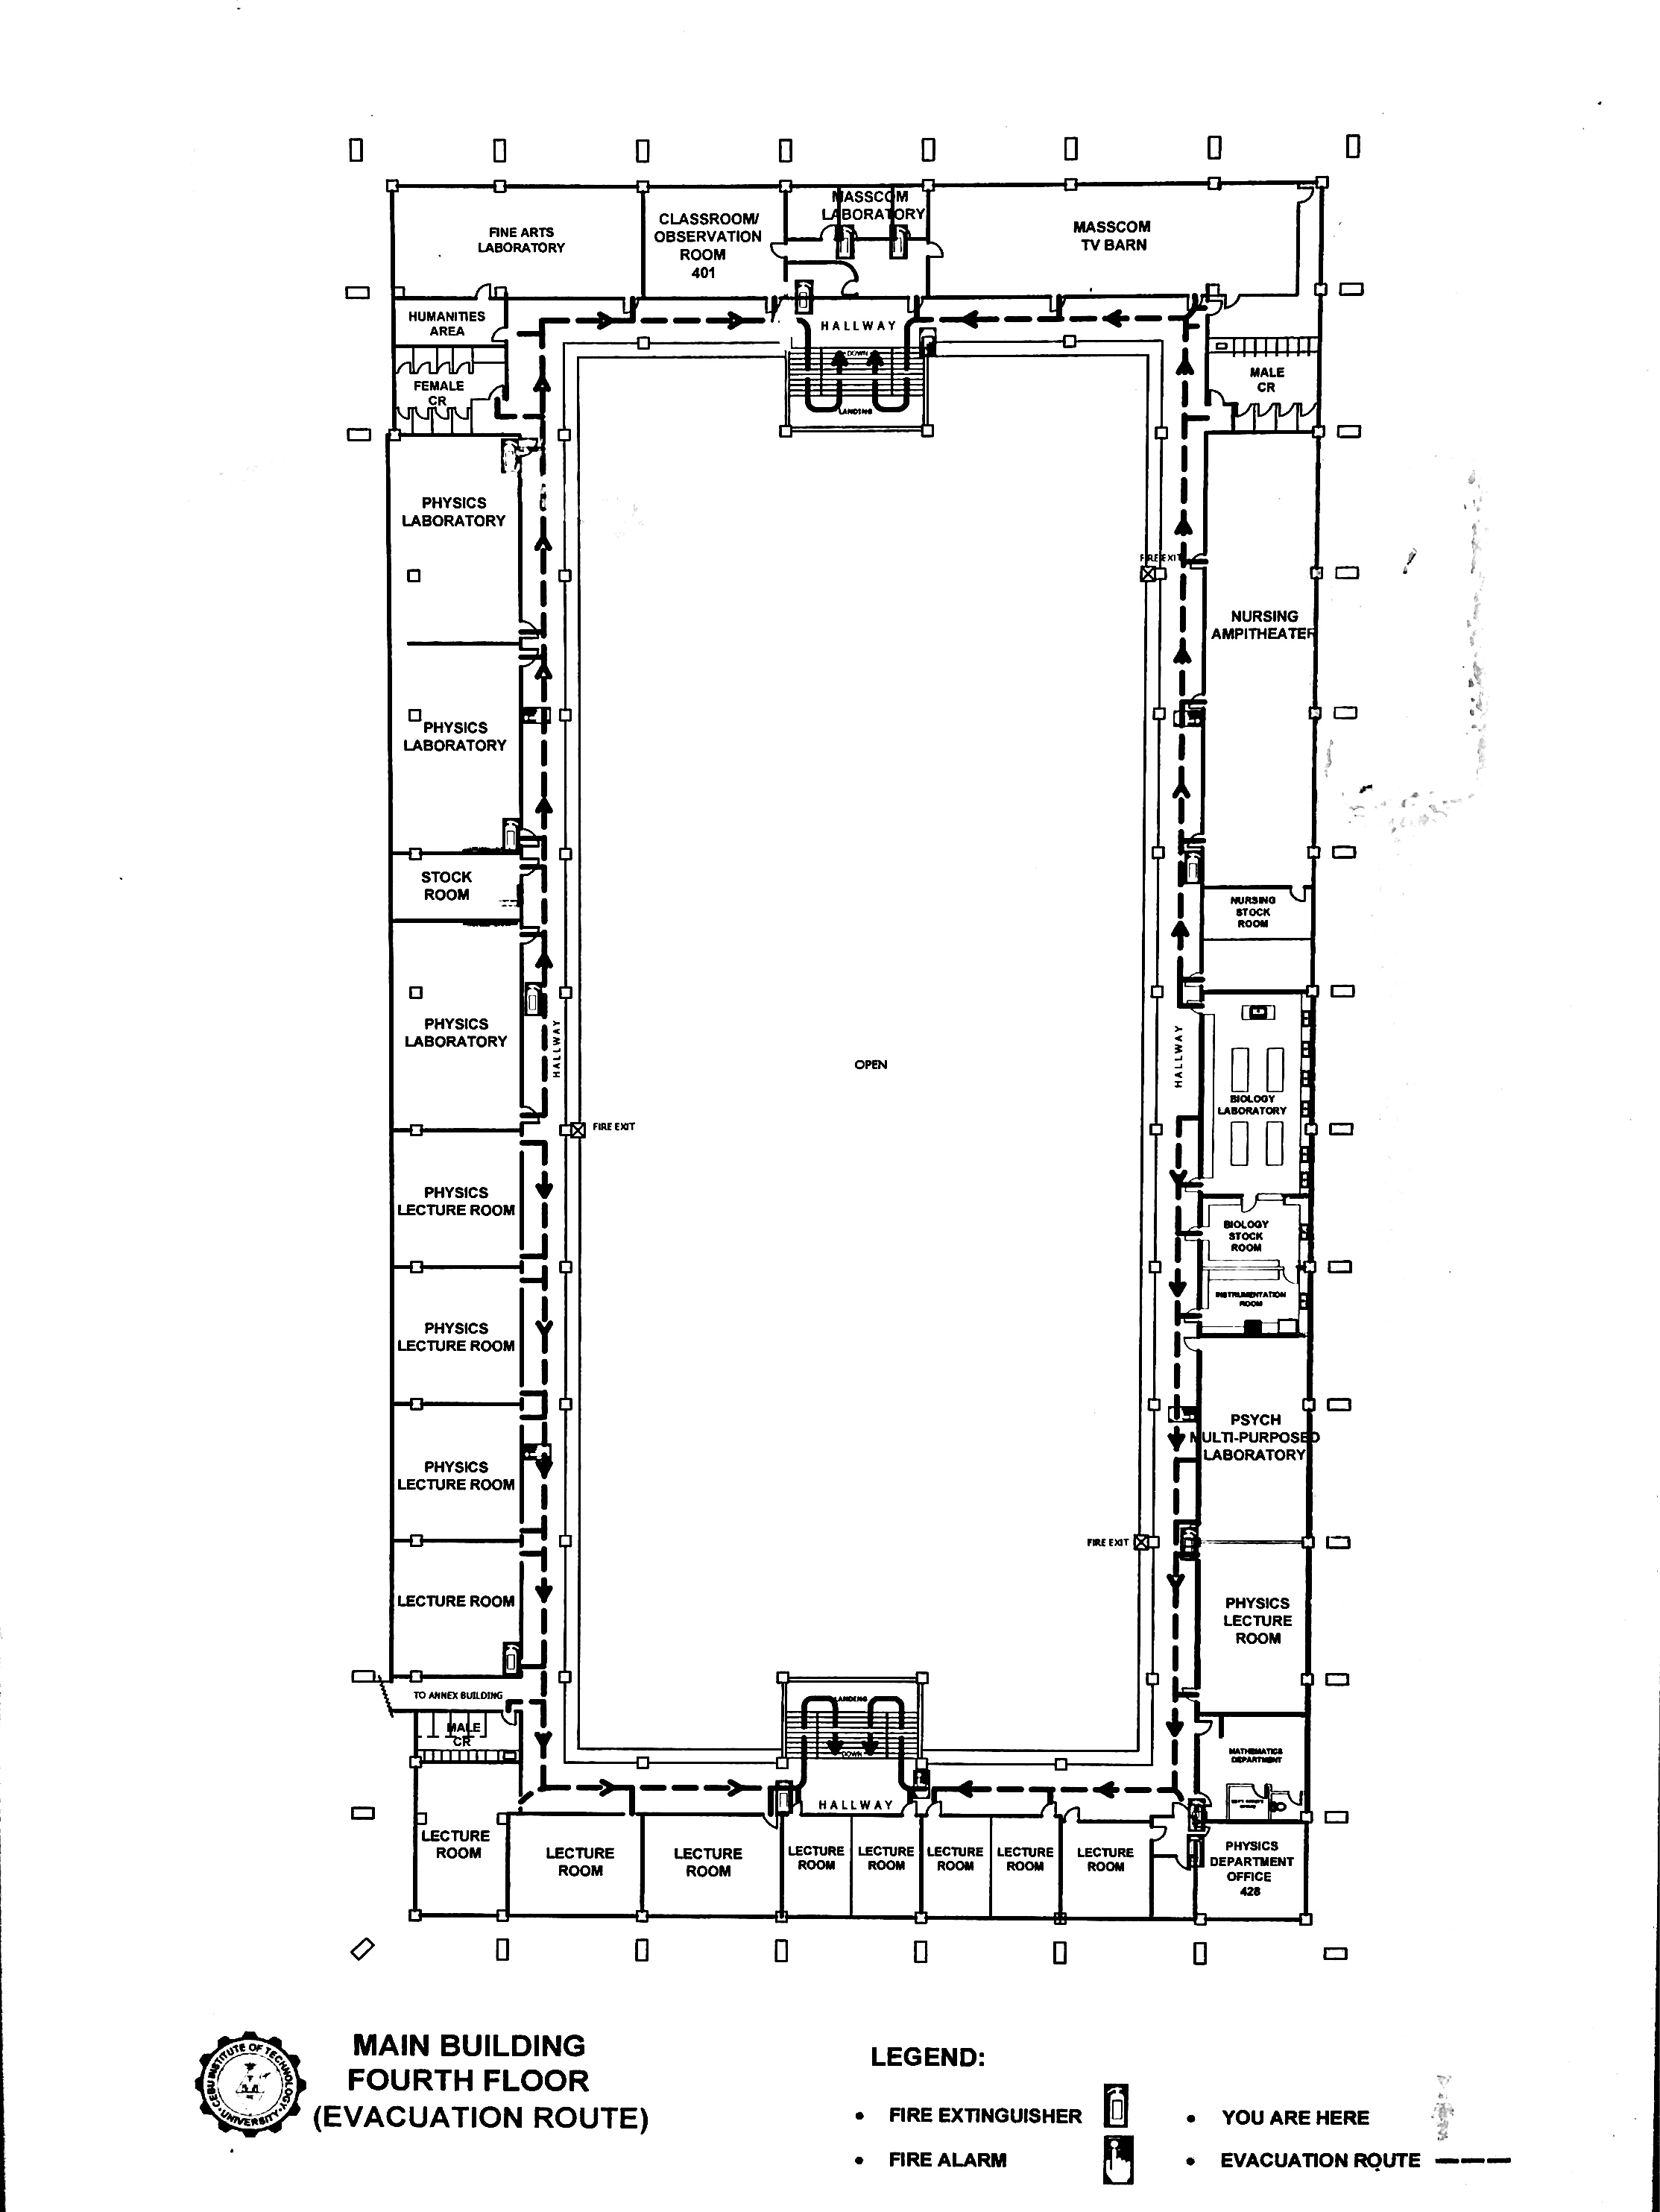 FINE ARTS
LABORATORY
CLASSROOM/
OBSERVATION
ROOM
401
MASSCOM
LABORATORY
MASSCOM
TV BARN
HUMANITIES
AREA
HALLWAY
DOWN
LANDING
FEMALE
CR
MALE
CR
PHYSICS
LABORATORY
FIRE EXIT
NURSING
AMPITHEATER
PHYSICS
LABORATORY
STOCK
ROOM
NURSING
STOCK
ROOM
PHYSICS
LABORATORY
HALLWAY
OPEN
HALLWAY
BIOLOGY
LABORATORY
FIRE EXIT
PHYSICS
LECTURE ROOM
BIOLOGY
STOCK
ROOM
INSTRUMENTATION
ROOM
PHYSICS
LECTURE ROOM
PSYCH
MULTI-PURPOSED
LABORATORY
PHYSICS
LECTURE ROOM
FIRE EXIT
LECTURE ROOM
PHYSICS
LECTURE
ROOM
TO ANNEX BUILDING
MALE
CR
LANDING
DOWN
MATHEMATICS
DEPARTMENT
HALLWAY
LECTURE
ROOM
LECTURE
ROOM
LECTURE
ROOM
LECTURE
ROOM
LECTURE
ROOM
LECTURE
ROOM
LECTURE
ROOM
LECTURE
ROOM
PHYSICS
DEPARTMENT
OFFICE
428
CEBU INSTITUTE OF TECHNOLOGY
UNIVERSITY
MAIN BUILDING
FOURTH FLOOR
(EVACUATION ROUTE)
LEGEND:
• FIRE EXTINGUISHER
• FIRE ALARM
• YOU ARE HERE
• EVACUATION ROUTE